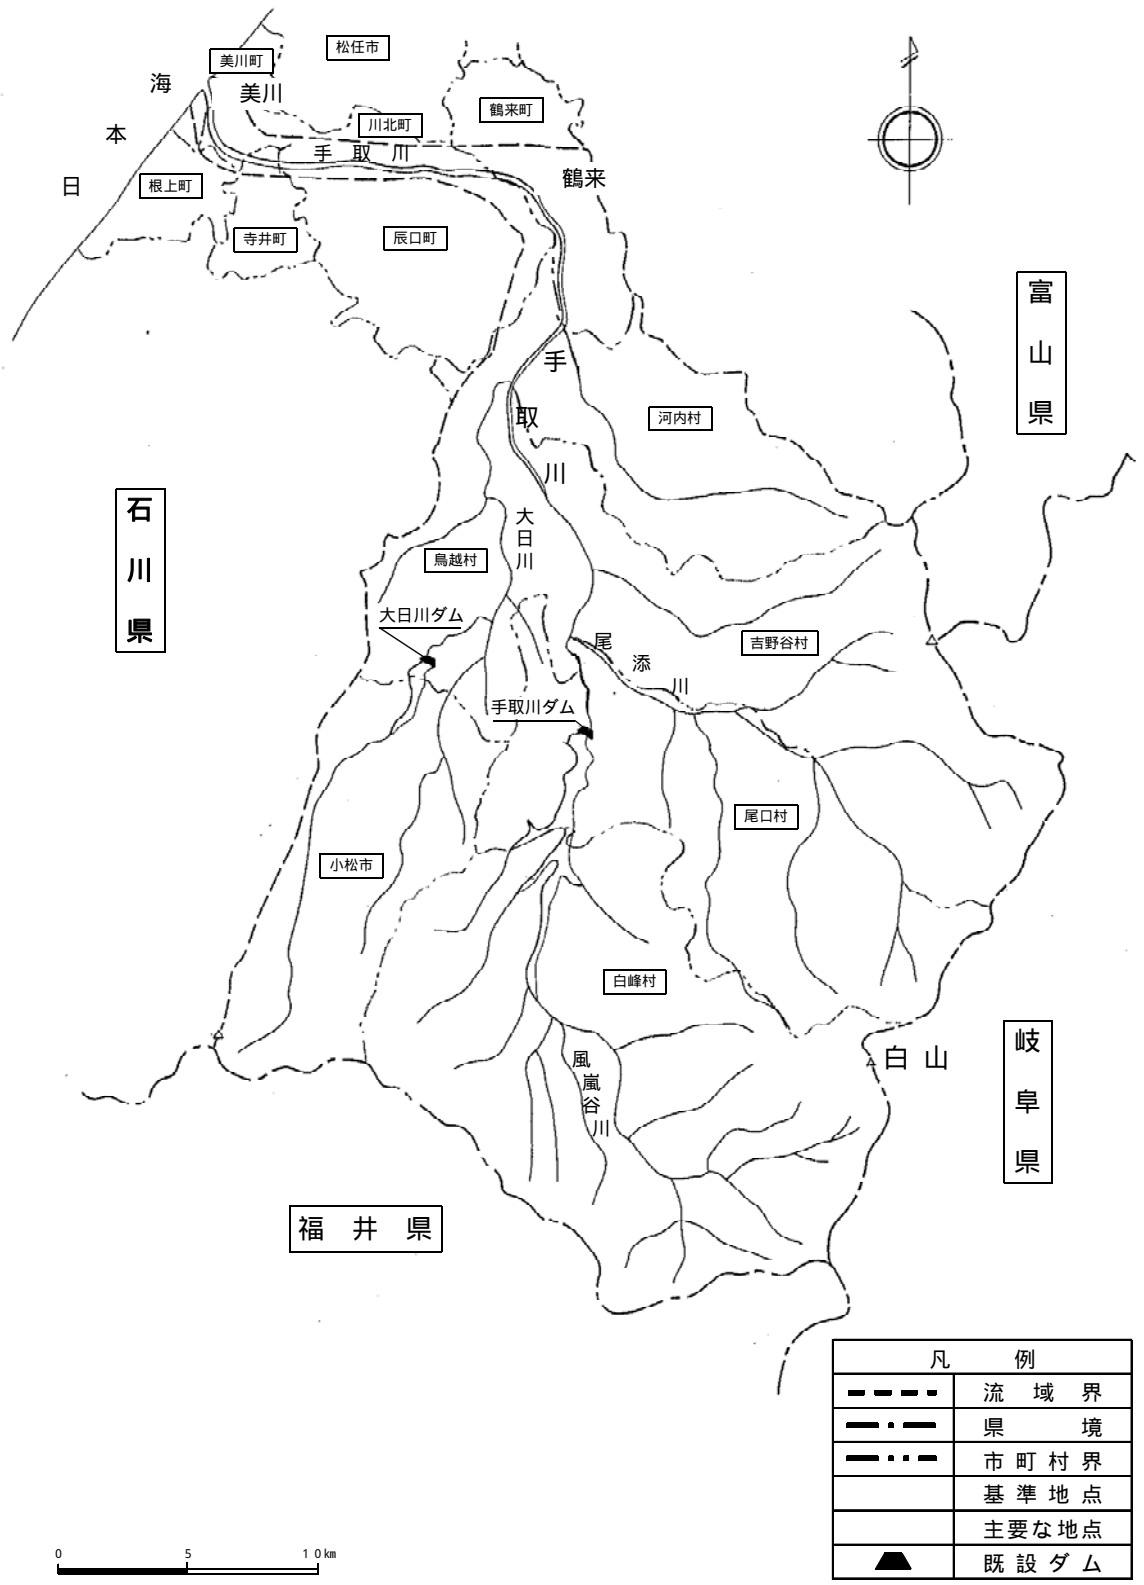 松任市
美川町
海
美川
鶴来町
川北町
本
手取川
鶴来
日
根上町
辰口町
寺井町
富山県
手取川
河内村
石川県
大日川
鳥越村
大日川ダム
尾添川
吉野谷村
手取川ダム
尾口村
小松市
白峰村
白山
岐阜県
風嵐谷川
福井県
凡例
流域界
県境
市町村界
基準地点
主要な地点
既設ダム
0 5 10km